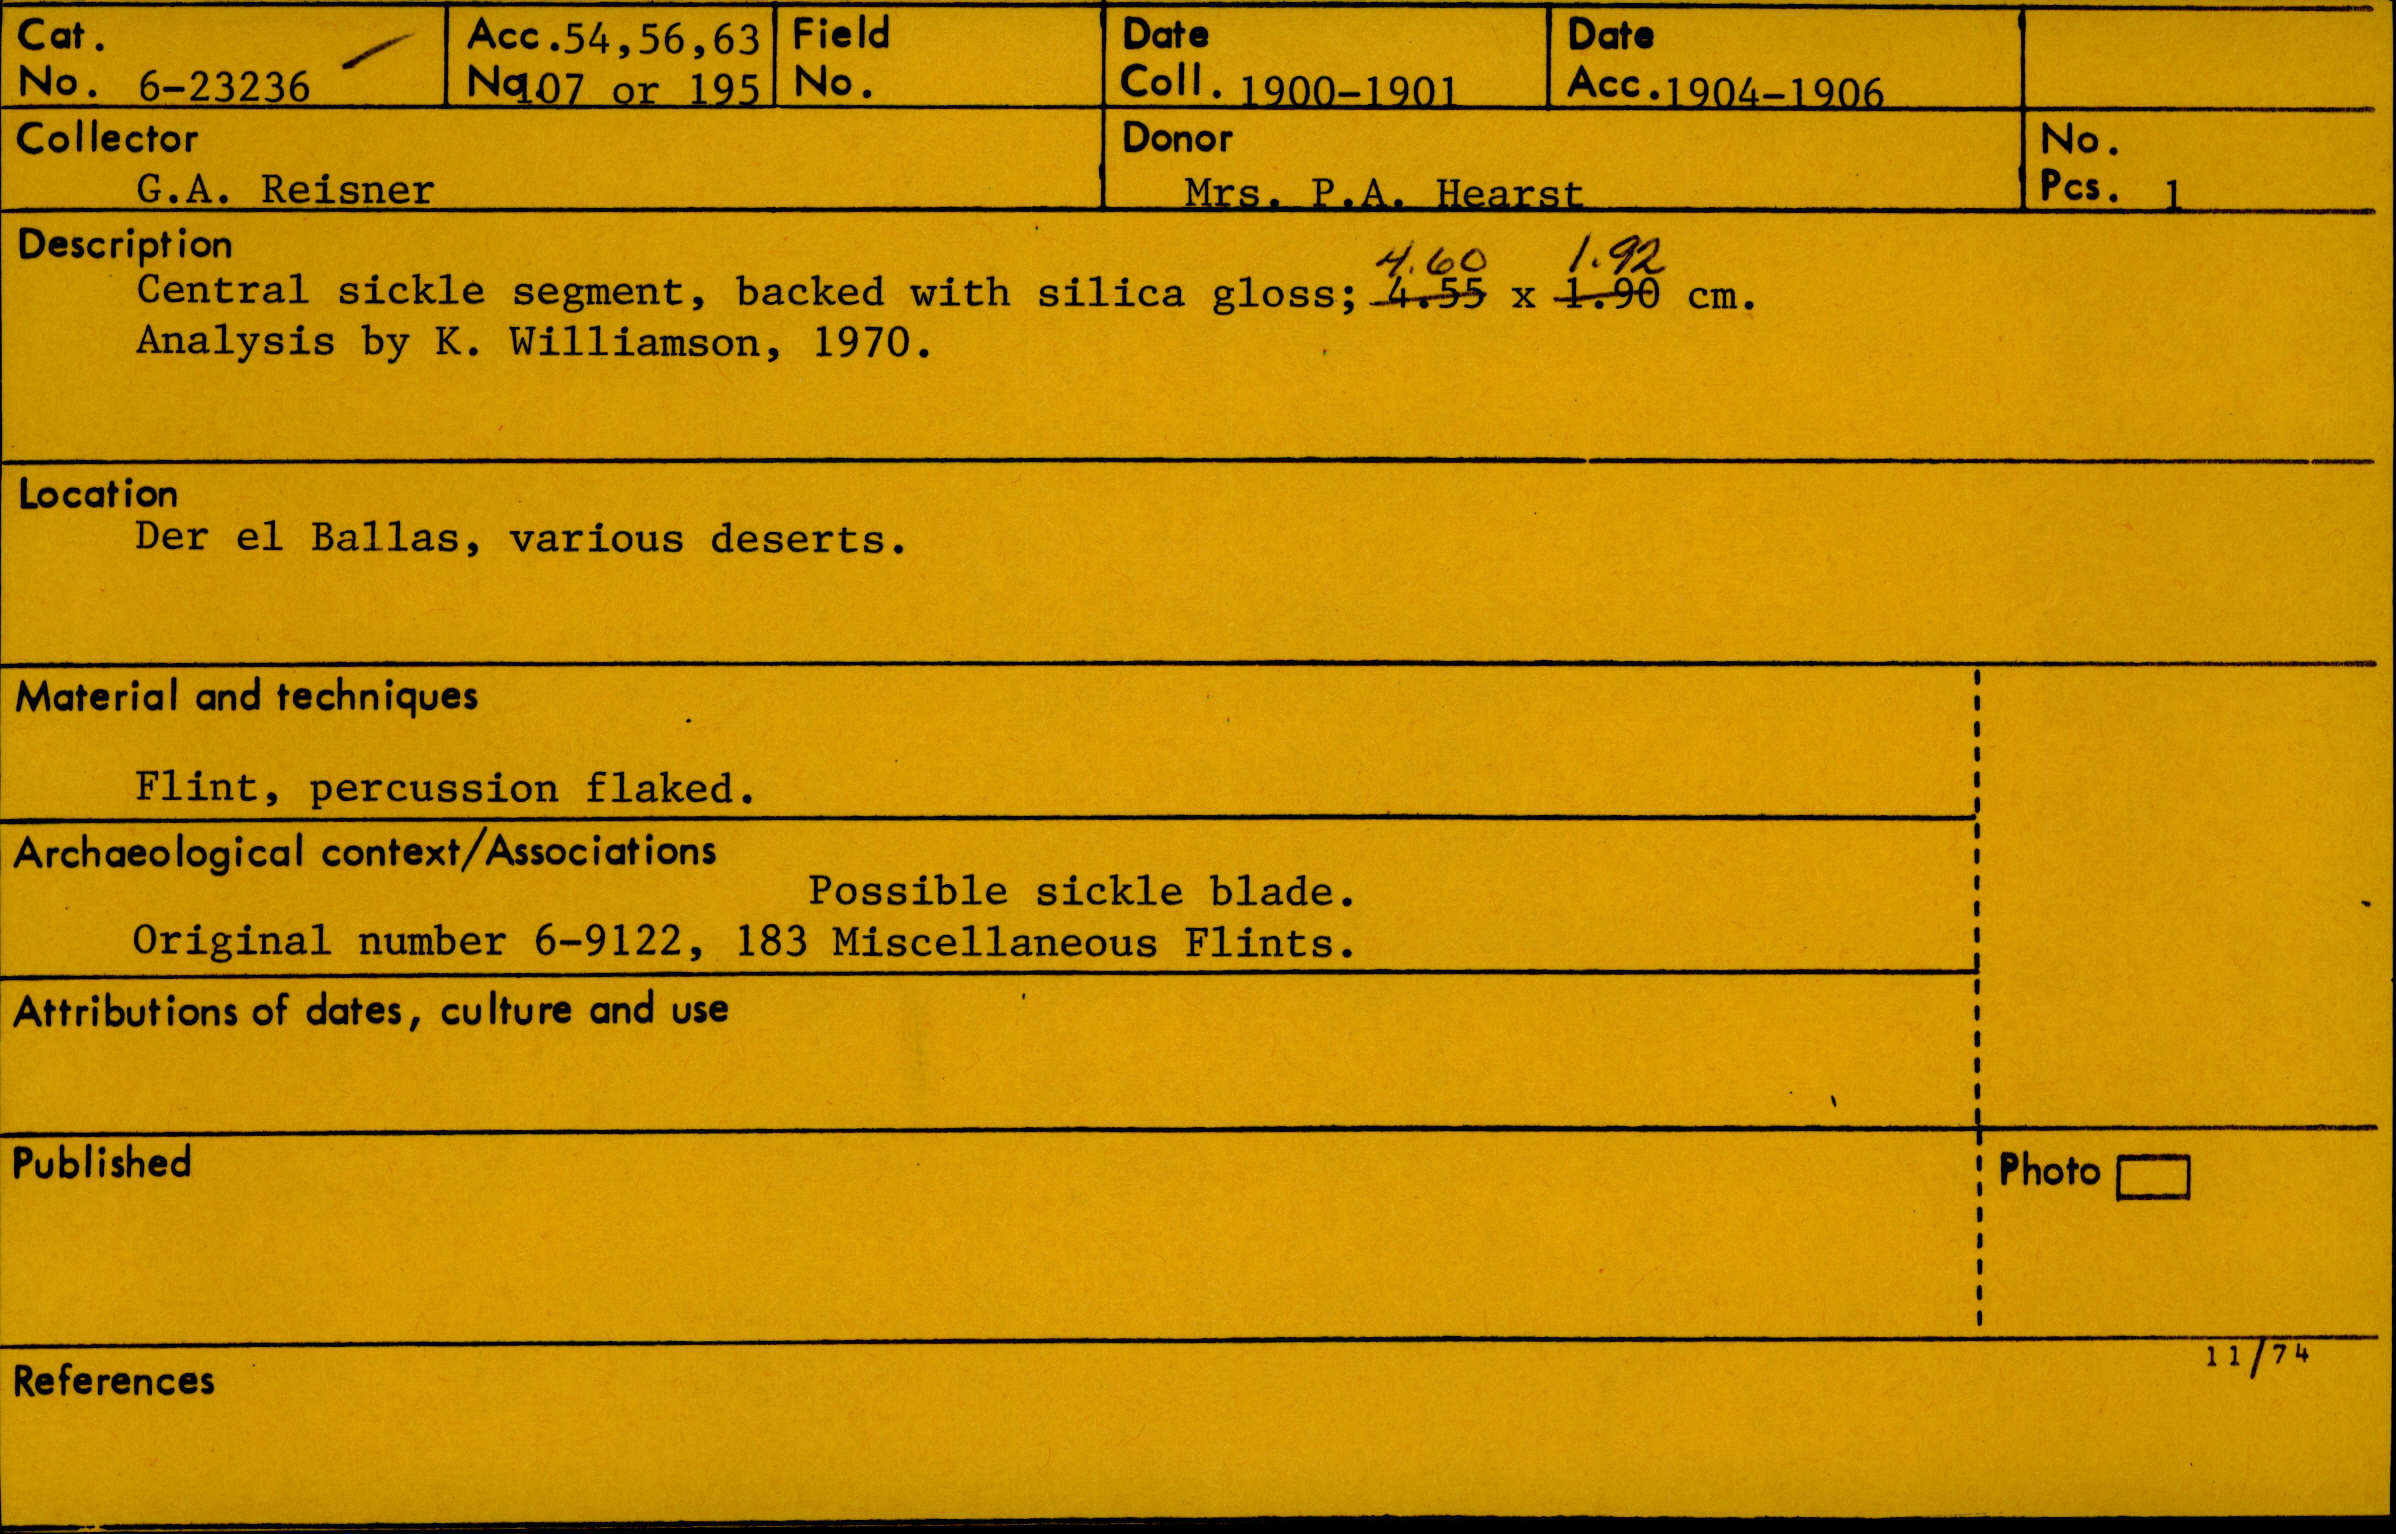 Cat. No. 6-23236
Acc. No. 54,56,63 107 or 195
Field No.
Date Coll. 1900-1901
Date Acc. 1904-1906
Collector
G.A. Reisner
Donor
Mrs. P.A. Hearst
No. Pcs. 1
Description
4.60 1.92
Central sickle segment, backed with silica gloss; 4.55 x 1.90 cm.
Analysis by K. Williamson, 1970.
Location
Der el Ballas, various deserts.
Material and techniques
Flint, percussion flaked.
Archaeological context/Associations
Possible sickle blade.
Original number 6-9122, 183 Miscellaneous Flints.
Attributions of dates, culture and use
Published
Photo
11/74
References